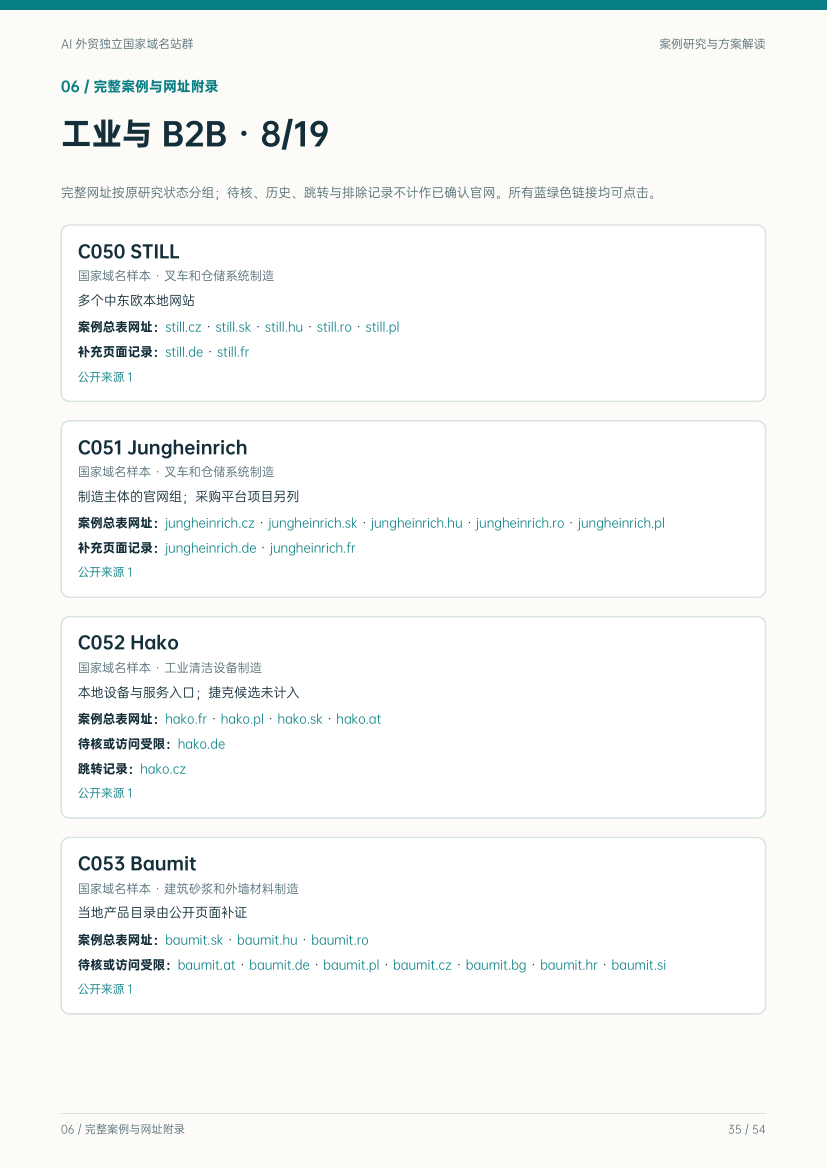 AI 外贸独立国家域名站群
案例研究与方案解读
06 / 完整案例与网址附录
工业与 B2B · 8/19
完整网址按原研究状态分组；待核、历史、跳转与排除记录不计作已确认官网。所有蓝绿色链接均可点击。
C050 STILL
国家域名样本 · 叉车和仓储系统制造
多个中东欧本地网站
案例总表网址：still.cz · still.sk · still.hu · still.ro · still.pl
补充页面记录：still.de · still.fr
公开来源 1
C051 Jungheinrich
国家域名样本 · 叉车和仓储系统制造
制造主体的官网组；采购平台项目另列
案例总表网址：jungheinrich.cz · jungheinrich.sk · jungheinrich.hu · jungheinrich.ro · jungheinrich.pl
补充页面记录：jungheinrich.de · jungheinrich.fr
公开来源 1
C052 Hako
国家域名样本 · 工业清洁设备制造
本地设备与服务入口；捷克候选未计入
案例总表网址：hako.fr · hako.pl · hako.sk · hako.at
待核或访问受限：hako.de
跳转记录：hako.cz
公开来源 1
C053 Baumit
国家域名样本 · 建筑砂浆和外墙材料制造
当地产品目录由公开页面补证
案例总表网址：baumit.sk · baumit.hu · baumit.ro
待核或访问受限：baumit.at · baumit.de · baumit.pl · baumit.cz · baumit.bg · baumit.hr · baumit.si
公开来源 1
06 / 完整案例与网址附录
35 / 54